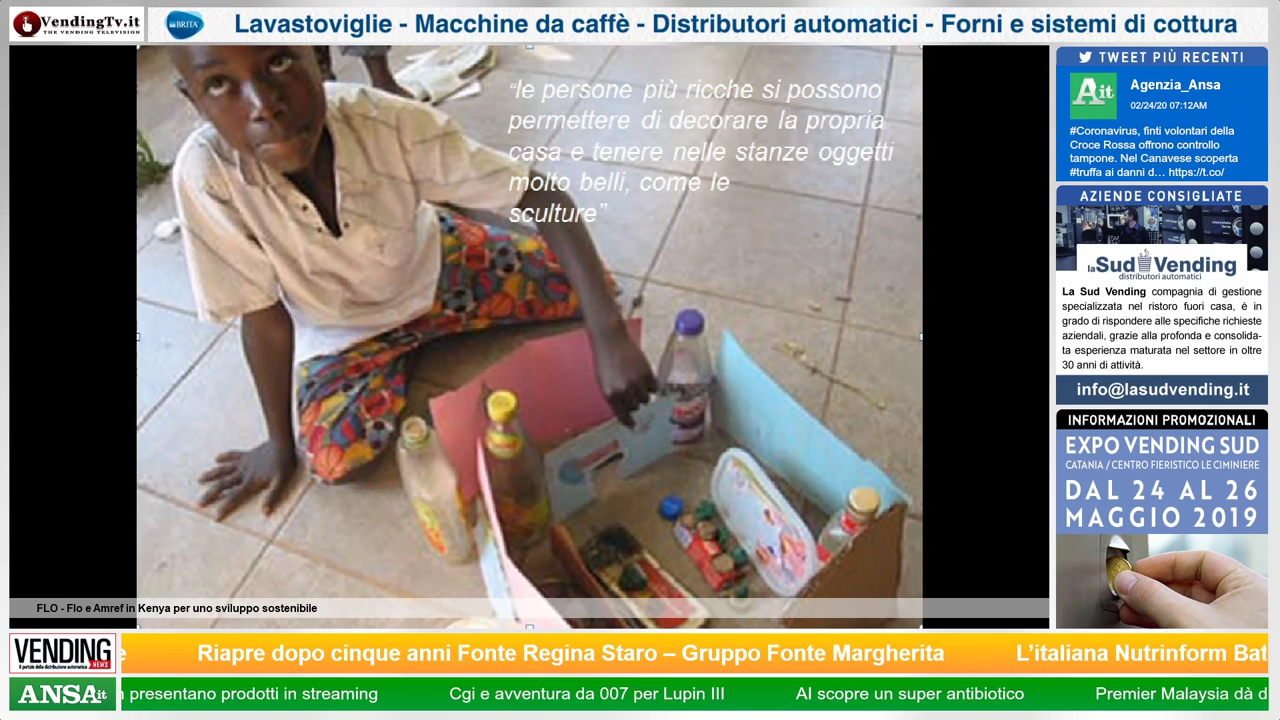 VendingTv.it
THE VENDING TELEVISION
BRITA
Lavastoviglie - Macchine da caffè - Distributori automatici - Forni e sistemi di cottura
“le persone più ricche si possono
permettere di decorare la propria
casa e tenere nelle stanze oggetti
molto belli, come le
sculture”
FLO - Flo e Amref in Kenya per uno sviluppo sostenibile
TWEET PIÙ RECENTI
Ait
Agenzia_Ansa
02/24/20 07:12AM
#Coronavirus, finti volontari della
Croce Rossa offrono controllo
tampone. Nel Canavese scoperta
#truffa ai danni d… https://t.co/
AZIENDE CONSIGLIATE
laSud Vending
distributori automatici
La Sud Vending compagnia di gestione
specializzata nel ristoro fuori casa, è in
grado di rispondere alle specifiche richieste
aziendali, grazie alla profonda e consolida-
ta esperienza maturata nel settore in oltre
30 anni di attività.
info@lasudvending.it
INFORMAZIONI PROMOZIONALI
EXPO VENDING SUD
CATANIA / CENTRO FIERISTICO LE CIMINIERE
DAL 24 AL 26
MAGGIO 2019
VENDING NEWS
Il portale della distribuzione automatica
e Riapre dopo cinque anni Fonte Regina Staro – Gruppo Fonte Margherita L’italiana Nutrinform Bat
ANSA.it
n presentano prodotti in streaming Cgi e avventura da 007 per Lupin III AI scopre un super antibiotico Premier Malaysia dà d